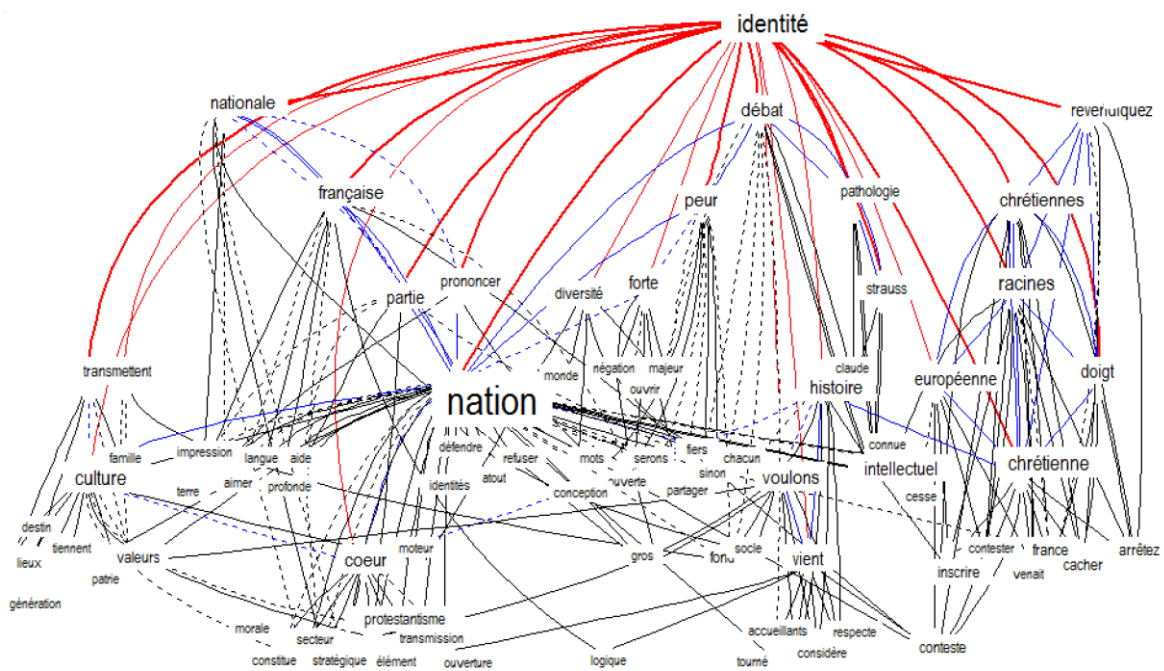 identité
nationale
débat
revendiquez
française
peur
pathologie
chrétiennes
partie
prononcer
diversité
forte
strauss
racines
transmettent
monde
négation
majeur
ouvrir
claude
histoire
européenne
doigt
nation
famille
impression
langue
aide
défendre
refuser
mots
serons
fiers
chacun
connue
culture
terre
aimer
profonde
identités
atout
conception
ouverte
partager
sinon
voulons
intellectuel
cesse
chrétienne
destin
lieux
tiennent
valeurs
patrie
coeur
moteur
gros
fond
socle
vient
contester
france
arrêtez
inscrire
venait
cacher
génération
morale
secteur
protestantisme
transmission
accueillants
respecte
constitue
stratégique
élément
ouverture
logique
tourné
considère
conteste